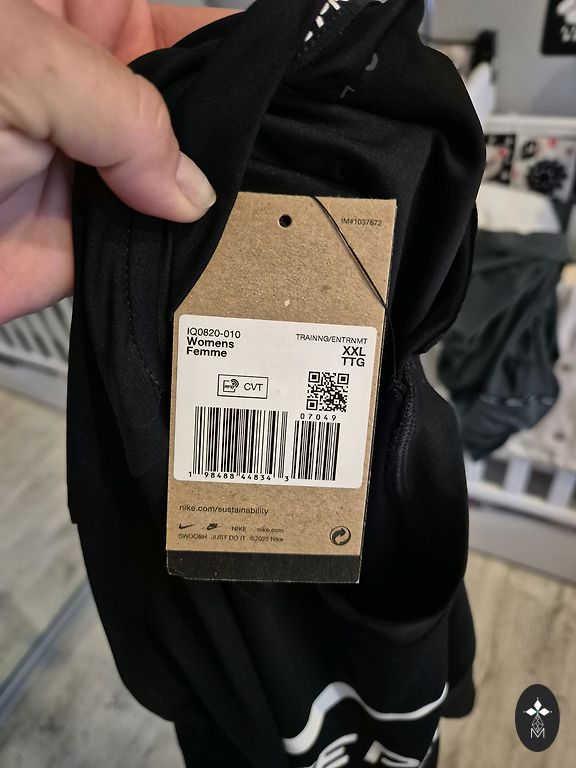 IM#1037672
IQ0820-010
Womens
Femme
TRAINNG/ENTRNMT
XXL
TTG
RFID
CVT
07049
1 98488 44834 3
nike.com/sustainability
NIKE nike.com
SWOOSH JUST DO IT ©2025 Nike
M